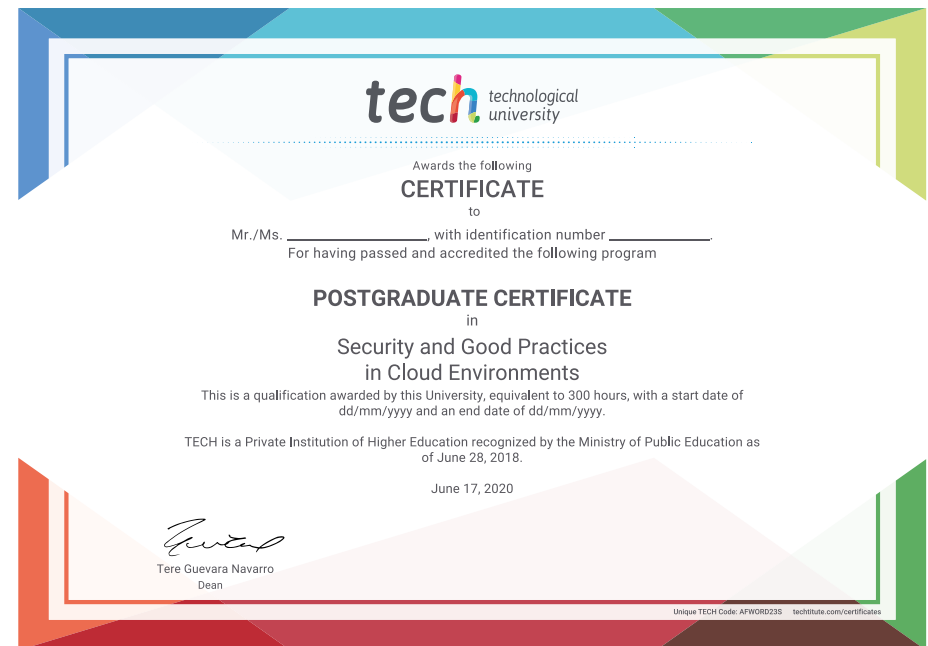 tech technological
university
Awards the following
CERTIFICATE
to
Mr./Ms. ____________________, with identification number ______________.
For having passed and accredited the following program
POSTGRADUATE CERTIFICATE
in
Security and Good Practices
in Cloud Environments
This is a qualification awarded by this University, equivalent to 300 hours, with a start date of
dd/mm/yyyy and an end date of dd/mm/yyyy.
TECH is a Private Institution of Higher Education recognized by the Ministry of Public Education as
of June 28, 2018.
June 17, 2020
Tere Guevara Navarro
Dean
Unique TECH Code: AFWORD23S techtitute.com/certificates